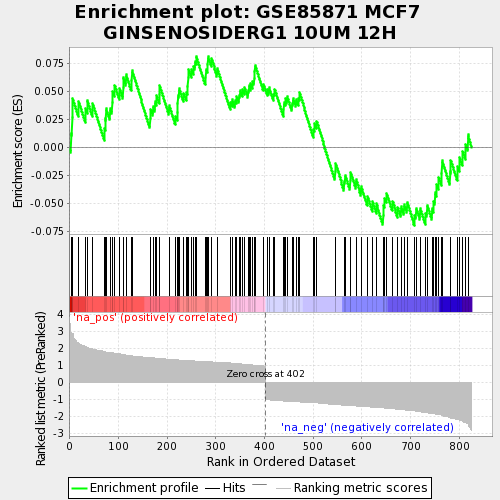 Enrichment plot: GSE85871 MCF7
GINSENOSIDERG1 10UM 12H
Enrichment score (ES)
0.075
0.050
0.025
0.000
-0.025
-0.050
-0.075
'na_pos' (positively correlated)
Ranked list metric (PreRanked)
4
3
2
1
0
-1
-2
-3
Zero cross at 402
'na_neg' (negatively correlated)
0
100
200
300
400
500
600
700
800
Rank in Ordered Dataset
Enrichment profile
Hits
Ranking metric scores